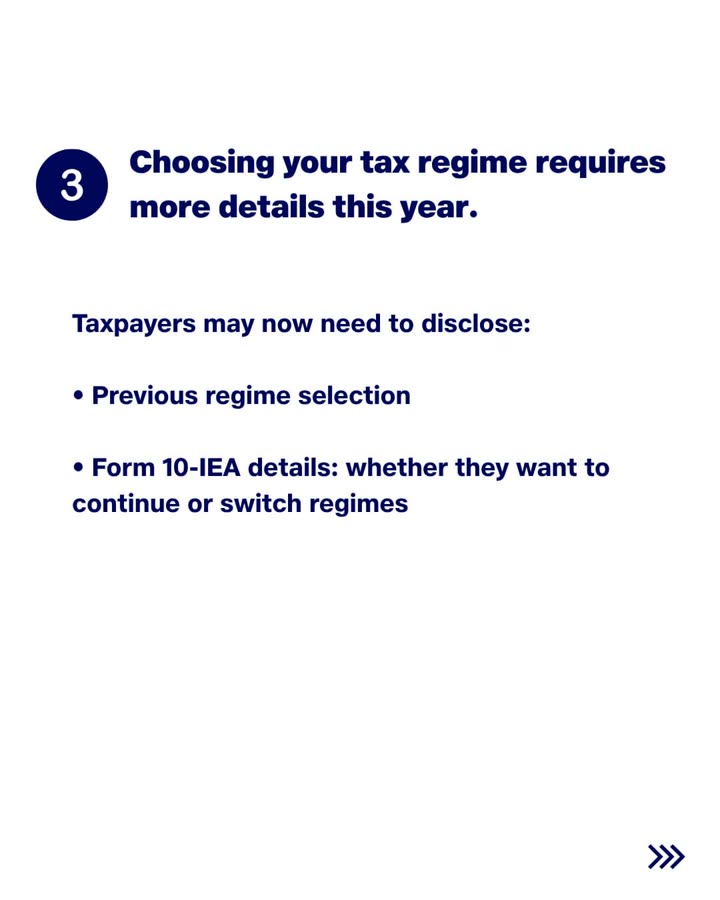 3
Choosing your tax regime requires
more details this year.
Taxpayers may now need to disclose:
• Previous regime selection
• Form 10-IEA details: whether they want to
continue or switch regimes